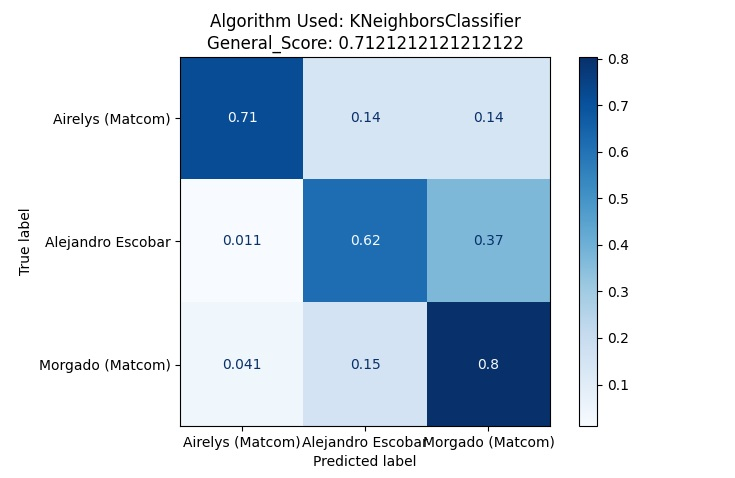 Algorithm Used: KNeighborsClassifier
General_Score: 0.7121212121212122
0.8
Airelys (Matcom)
0.71
0.14
0.14
0.7
0.6
True label
Alejandro Escobar
0.011
0.62
0.37
0.5
0.4
0.3
Morgado (Matcom)
0.041
0.15
0.8
0.2
0.1
Airelys (Matcom)
Alejandro Escobar
Morgado (Matcom)
Predicted label